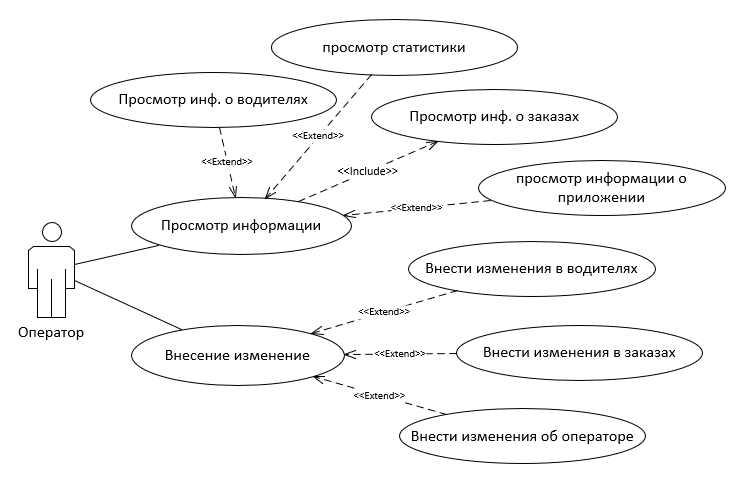 просмотр статистики
Просмотр инф. о водителях
Просмотр инф. о заказах
<<Extend>>
<<Extend>>
<<Include>>
просмотр информации о
приложении
<<Extend>>
Просмотр информации
Внести изменения в водителях
<<Extend>>
Оператор
Внесение изменение
<<Extend>>
Внести изменения в заказах
<<Extend>>
Внести изменения об операторе